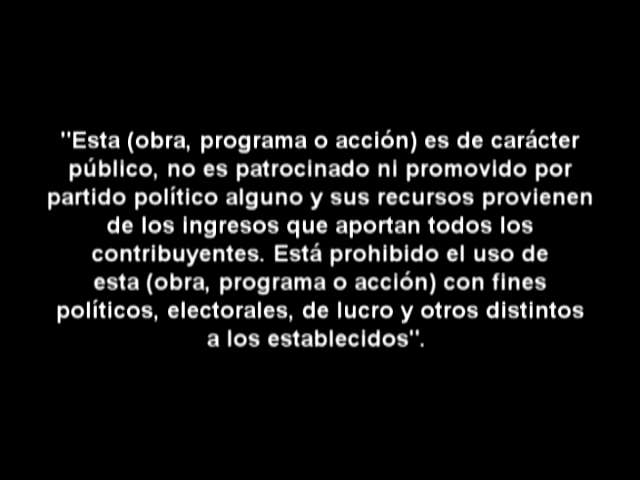 "Esta (obra, programa o acción) es de carácter
público, no es patrocinado ni promovido por
partido político alguno y sus recursos provienen
de los ingresos que aportan todos los
contribuyentes. Está prohibido el uso de
esta (obra, programa o acción) con fines
políticos, electorales, de lucro y otros distintos
a los establecidos".